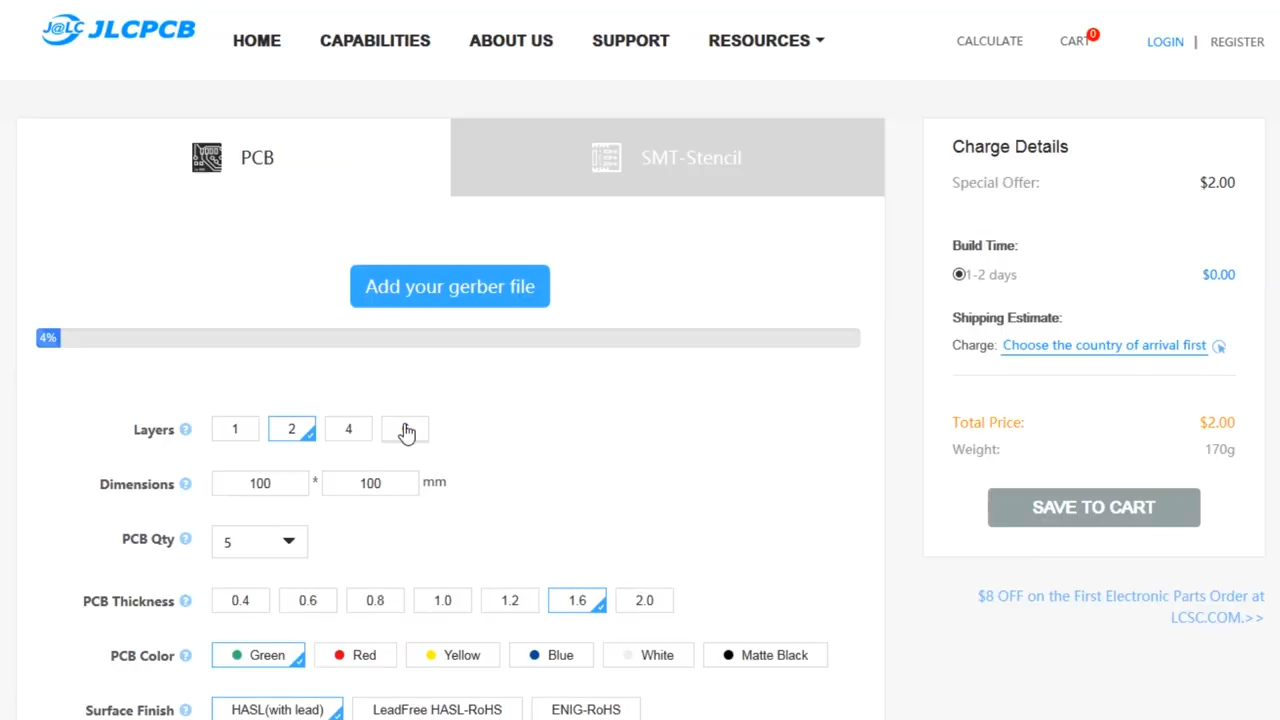 J@LC JLCPCB
HOME CAPABILITIES ABOUT US SUPPORT RESOURCES CALCULATE CART 0 LOGIN | REGISTER
PCB SMT-Stencil
Add your gerber file
4%
Layers ? 1 2 4
Dimensions ? 100 * 100 mm
PCB Qty ? 5
PCB Thickness ? 0.4 0.6 0.8 1.0 1.2 1.6 2.0
PCB Color ? Green Red Yellow Blue White Matte Black
Surface Finish ? HASL(with lead) LeadFree HASL-RoHS ENIG-RoHS
Charge Details
Special Offer: $2.00
Build Time:
1-2 days $0.00
Shipping Estimate:
Charge: Choose the country of arrival first
Total Price: $2.00
Weight: 170g
SAVE TO CART
$8 OFF on the First Electronic Parts Order at
LCSC.COM.>>